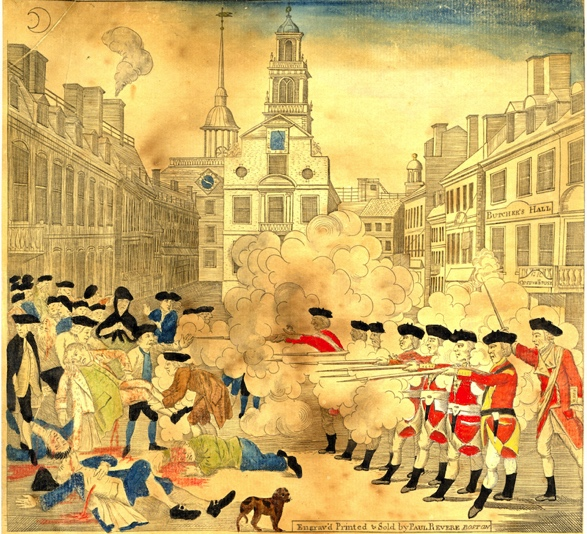 BUTCHER'S HALL
Engrav'd Printed & Sold by PAUL REVERE BOSTON